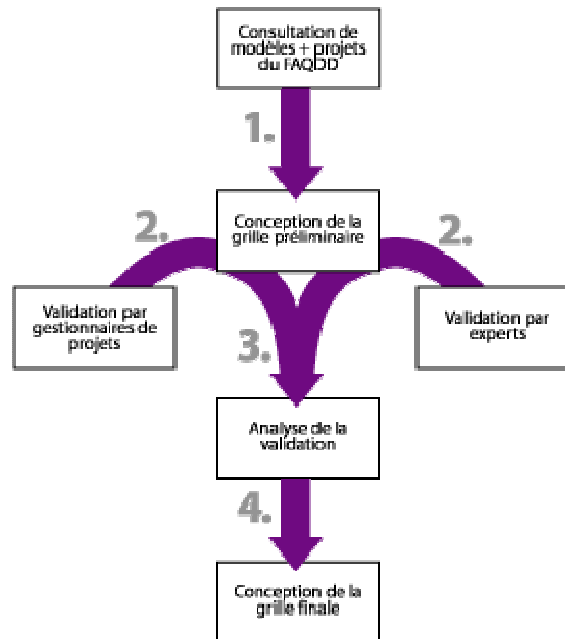 Consultation de
modèles + projets
du FAQDD
1.
Conception de la
grille préliminaire
2.
2.
Validation par
gestionnaires de
projets
Validation par
experts
3.
Analyse de la
validation
4.
Conception de la
grille finale